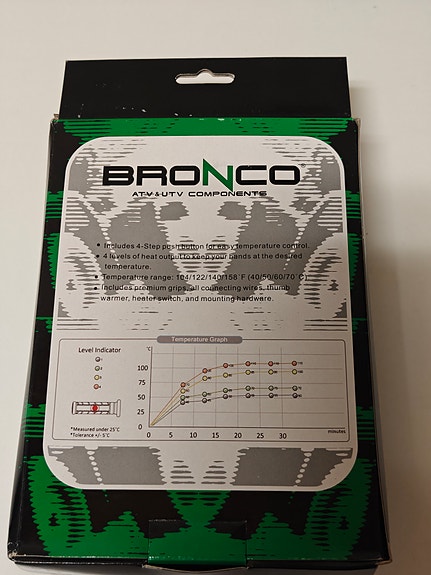 BRONCO®
ATV & UTV COMPONENTS
• Includes 4-Step push button for easy temperature control.
• 4 levels of heat output to keep your hands at the desired
temperature.
• Temperature range: 104/122/140/158°F (40/50/60/70°C)
• Includes premium grips, all connecting wires, thumb
warmer, heater switch, and mounting hardware.
Temperature Graph
Level Indicator
°C
100
75
50
25
0
0 5 10 15 20 25 30
minutes
*Measured under 25°C
*Tolerance +/- 5°C